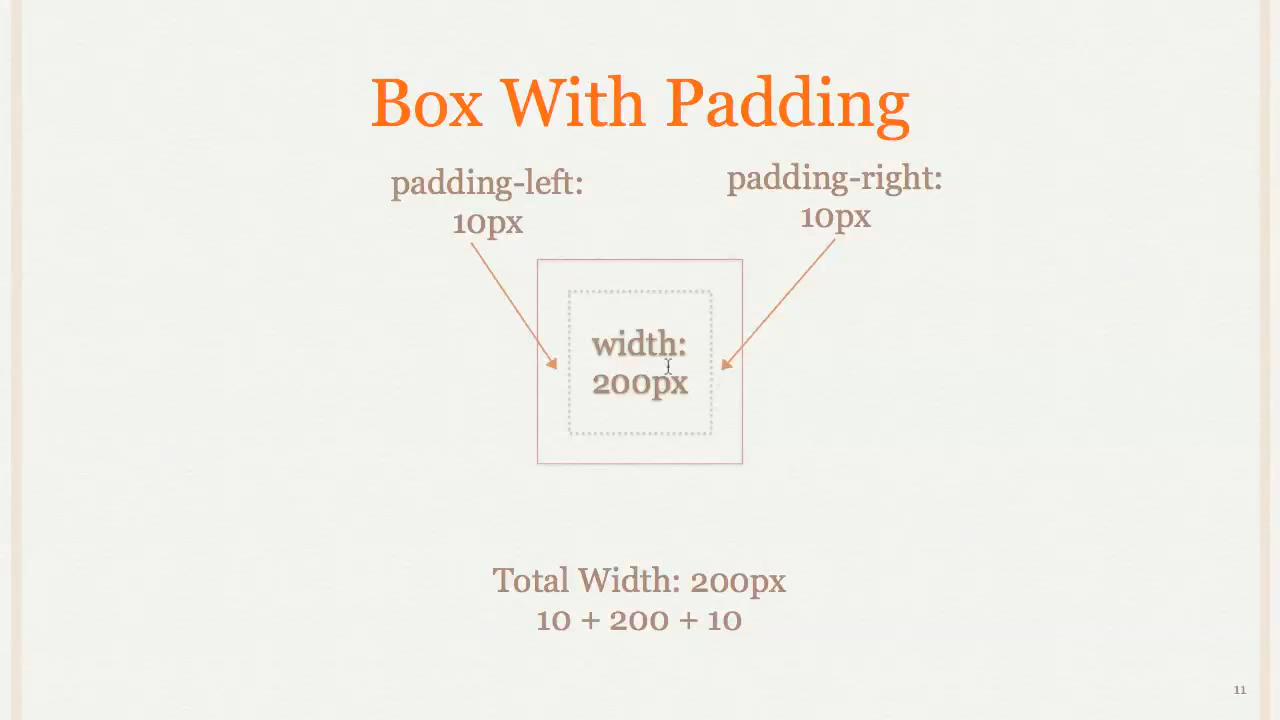 Box With Padding
padding-left:
10px
padding-right:
10px
width:
200px
Total Width: 200px
10 + 200 + 10
11